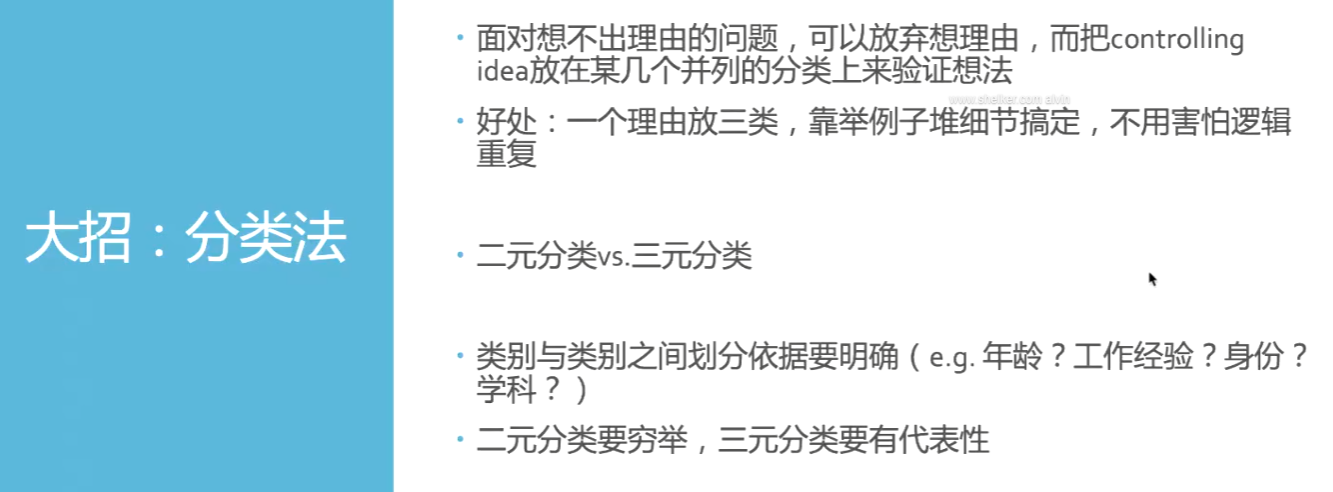 大招：分类法
• 面对想不出理由的问题，可以放弃想理由，而把controlling
idea放在某几个并列的分类上来验证想法
• 好处：一个理由放三类，靠举例子堆细节搞定，不用害怕逻辑
重复
• 二元分类vs.三元分类
• 类别与类别之间划分依据要明确（e.g. 年龄？工作经验？身份？
学科？）
• 二元分类要穷举，三元分类要有代表性